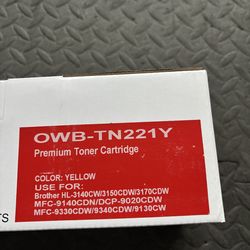 OWB-TN221Y
Premium Toner Cartridge
COLOR: YELLOW
USE FOR:
Brother HL-3140CW/3150CDW/3170CDW
MFC-9140CDN/DCP-9020CDW
MFC-9330CDW/9340CDW/9130CW
TS